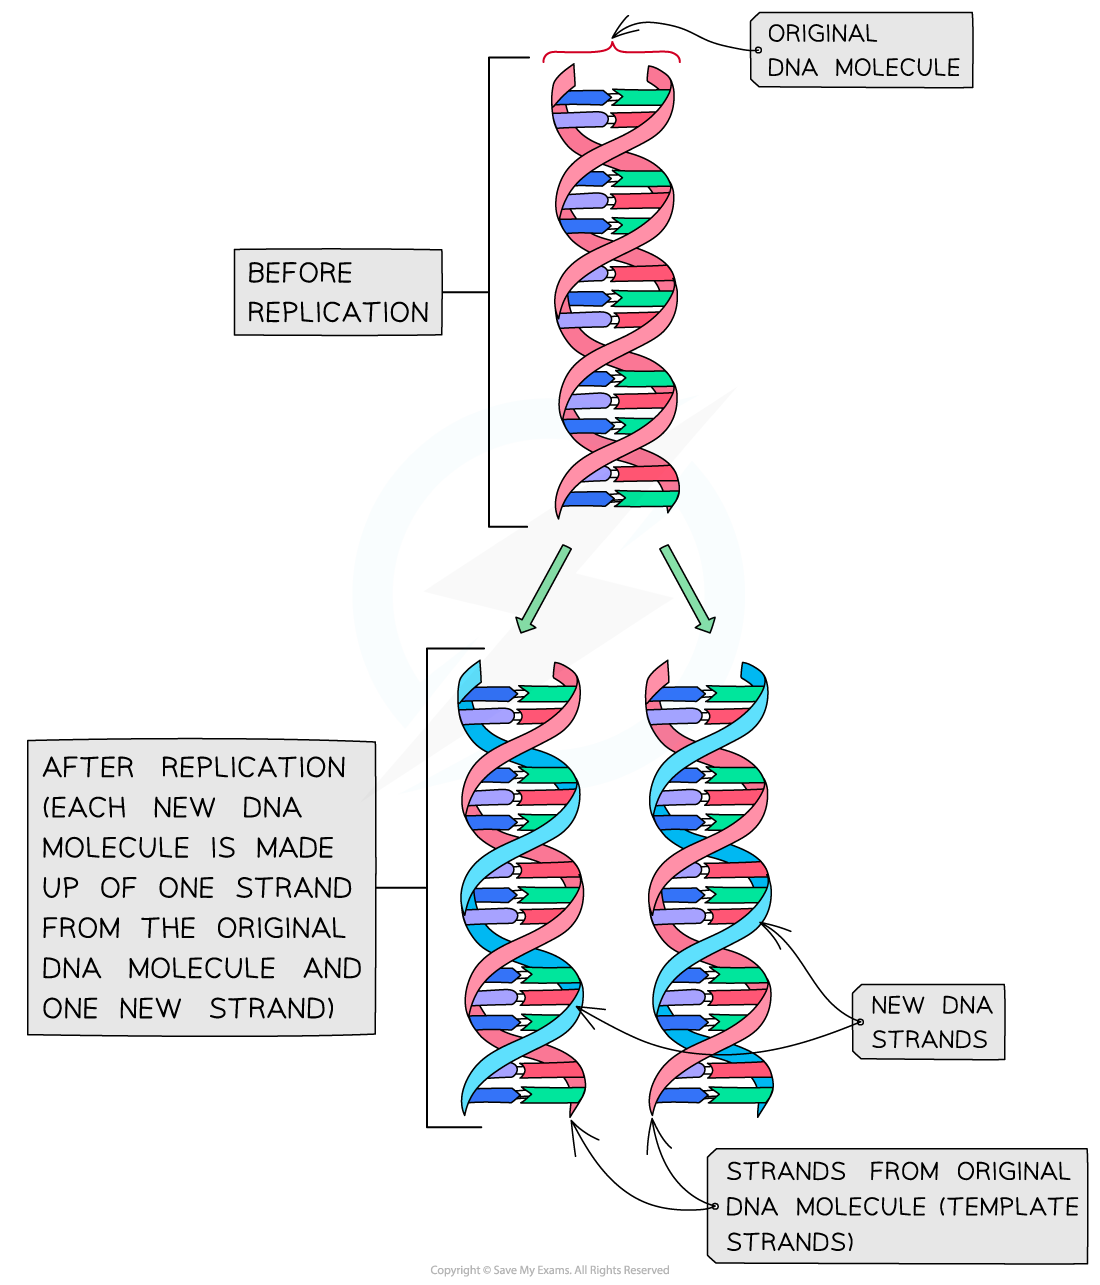 ORIGINAL
DNA MOLECULE
BEFORE
REPLICATION
AFTER REPLICATION
(EACH NEW DNA
MOLECULE IS MADE
UP OF ONE STRAND
FROM THE ORIGINAL
DNA MOLECULE AND
ONE NEW STRAND)
NEW DNA
STRANDS
STRANDS FROM ORIGINAL
DNA MOLECULE (TEMPLATE
STRANDS)
Copyright © Save My Exams. All Rights Reserved